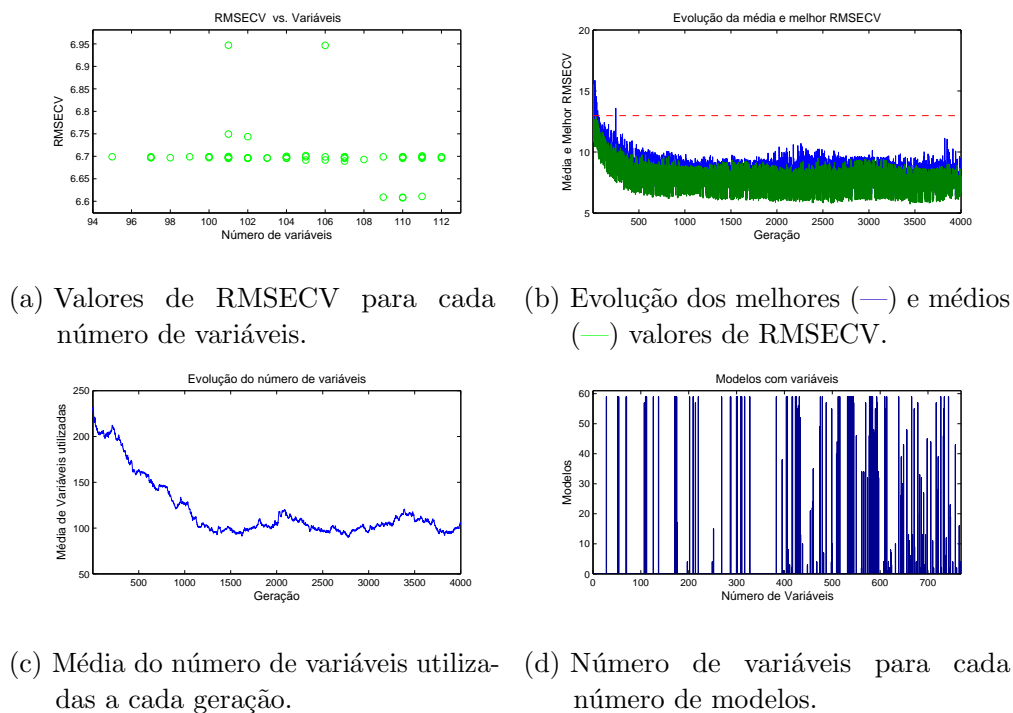 RMSECV vs. Variáveis
6.95
6.9
6.85
6.8
6.75
6.7
6.65
6.6
RMSECV
94 96 98 100 102 104 106 108 110 112
Número de variáveis
Evolução da média e melhor RMSECV
20
15
10
5
Média e Melhor RMSECV
500 1000 1500 2000 2500 3000 3500 4000
Geração
(a) Valores de RMSECV para cada
número de variáveis.
(b) Evolução dos melhores (—) e médios
(—) valores de RMSECV.
Evolução do número de variáveis
250
200
150
100
50
Média de Variáveis utilizadas
500 1000 1500 2000 2500 3000 3500 4000
Geração
Modelos com variáveis
60
50
40
30
20
10
0
Modelos
0 100 200 300 400 500 600 700
Número de Variáveis
(c) Média do número de variáveis utiliza-
das a cada geração.
(d) Número de variáveis para cada
número de modelos.